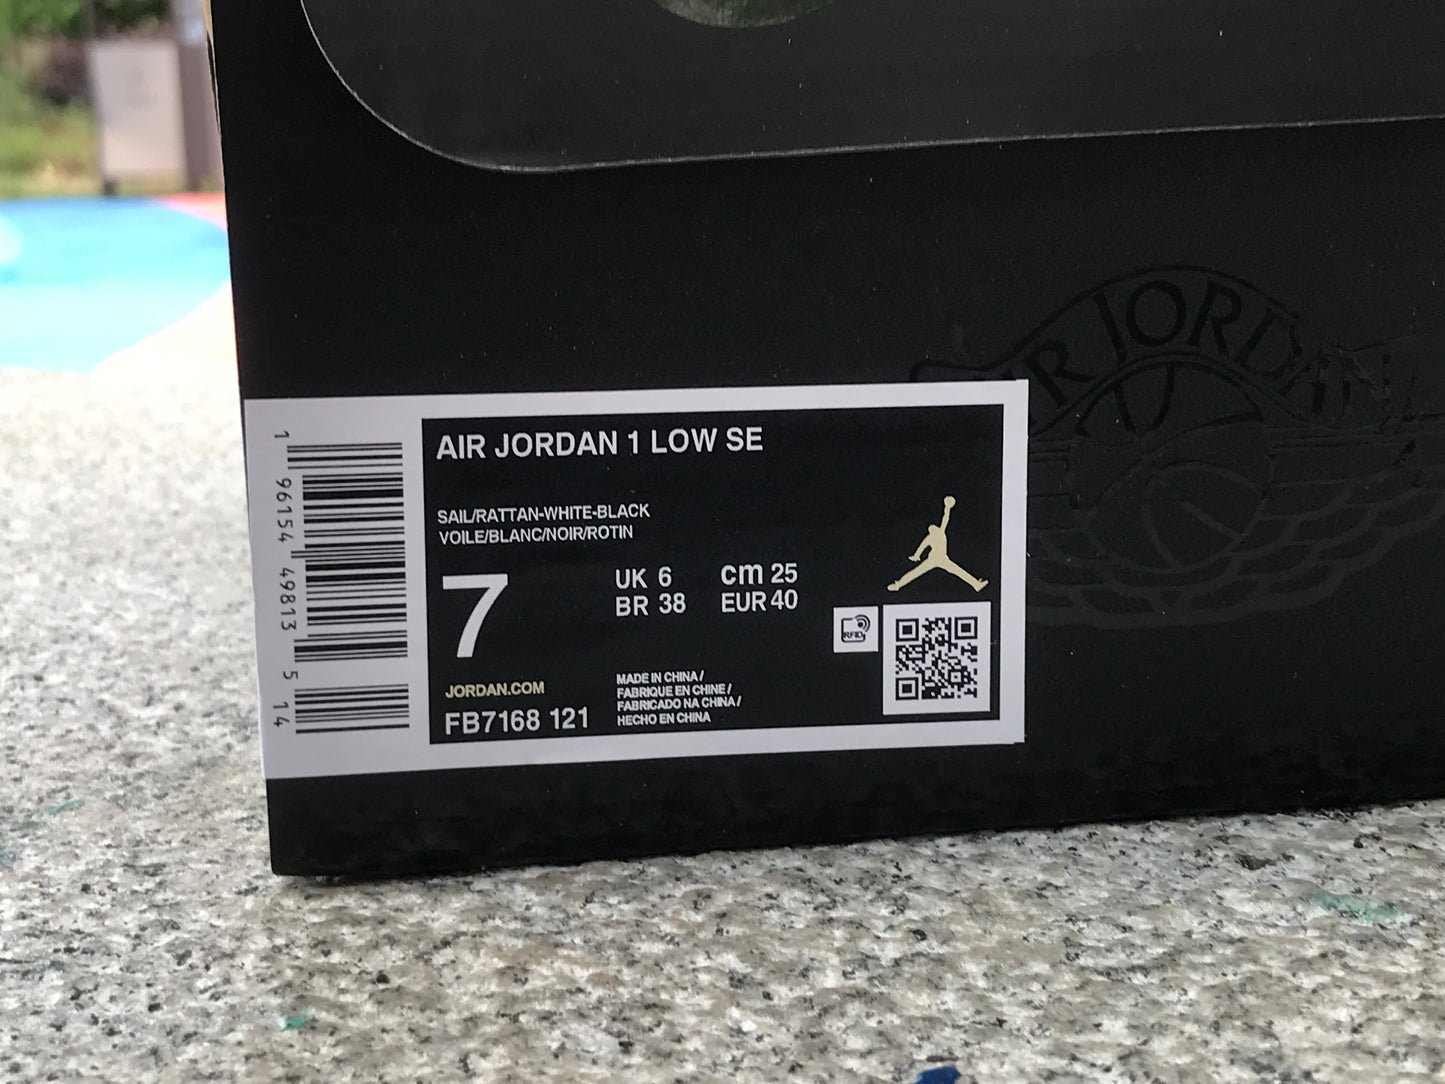 AIR JORDAN
AIR JORDAN 1 LOW SE
SAIL/RATTAN-WHITE-BLACK
VOILE/BLANC/NOIR/ROTIN
7
UK 6
BR 38
cm 25
EUR 40
RFID
JORDAN.COM
FB7168 121
MADE IN CHINA /
FABRIQUE EN CHINE /
FABRICADO NA CHINA /
HECHO EN CHINA
1 96154 49813 5 14